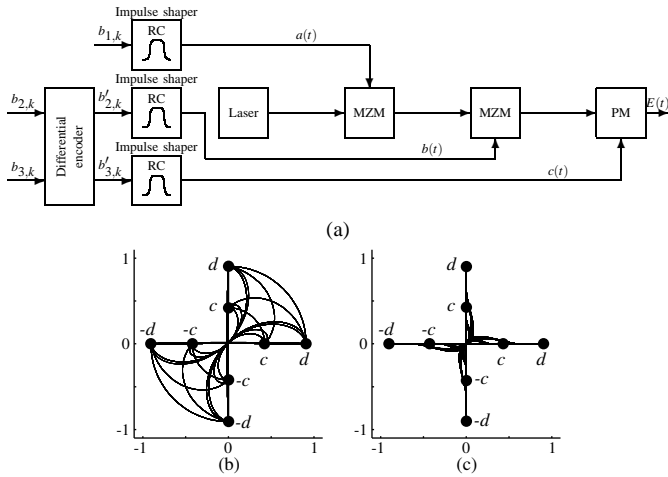 Impulse shaper
b1,k
RC
a(t)
Impulse shaper
b2,k
b′2,k
RC
Laser
MZM
MZM
PM
E(t)
Differential
encoder
b(t)
Impulse shaper
b3,k
b′3,k
RC
c(t)
(a)
1
d
c
-d
-c
0
c
d
-c
-d
-1
-1
0
1
(b)
1
d
c
-d
-c
0
c
d
-c
-d
-1
-1
0
1
(c)